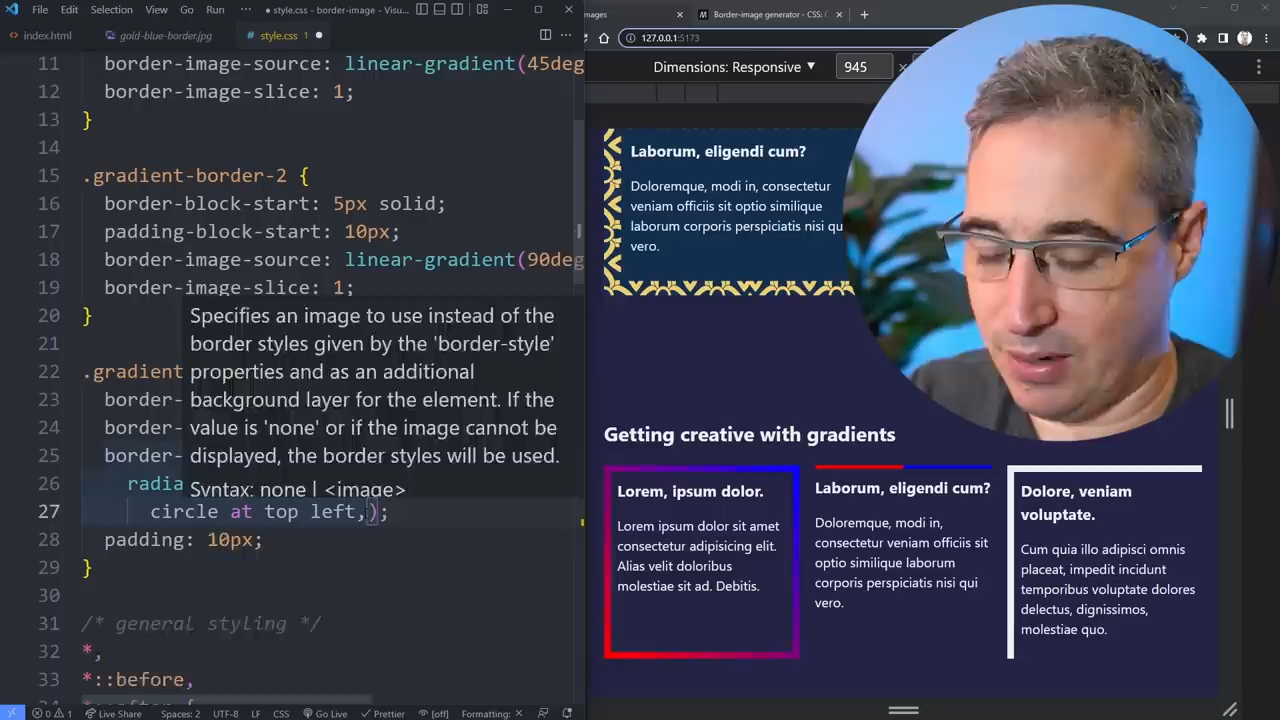 File Edit Selection View Go Run ··· style.css - border-image - Visu...
index.html gold-blue-border.jpg style.css 1
11 border-image-source: linear-gradient(45deg
12 border-image-slice: 1;
13 }
14
15 .gradient-border-2 {
16 border-block-start: 5px solid;
17 padding-block-start: 10px;
18 border-image-source: linear-gradient(90deg
19 border-image-slice: 1;
20 }
21
22 .gradient
23 border-
24 border-
25 border-
26 radia
27 circle at top left,);
28 padding: 10px;
29 }
30
31 /* general styling */
32 *,
33 *::before,
Specifies an image to use instead of the
border styles given by the 'border-style'
properties and as an additional
background layer for the element. If the
value is 'none' or if the image cannot be
displayed, the border styles will be used.
Syntax: none | <image>
0 1 Live Share Spaces: 2 UTF-8 LF CSS Go Live Prettier [off] Formatting: ×
mages Border-image generator - CSS: C
127.0.0.1:5173
Dimensions: Responsive 945 ×
Laborum, eligendi cum?
Doloremque, modi in, consectetur
veniam officiis sit optio similique
laborum corporis perspiciatis nisi qu
vero.
Getting creative with gradients
Lorem, ipsum dolor.
Lorem ipsum dolor sit amet
consectetur adipisicing elit.
Alias velit doloribus
molestiae sit ad. Debitis.
Laborum, eligendi cum?
Doloremque, modi in,
consectetur veniam officiis sit
optio similique laborum
corporis perspiciatis nisi qui
vero.
Dolore, veniam
voluptate.
Cum quia illo adipisci omnis
placeat, impedit incidunt
temporibus voluptate dolores
delectus, dignissimos,
molestiae quo.